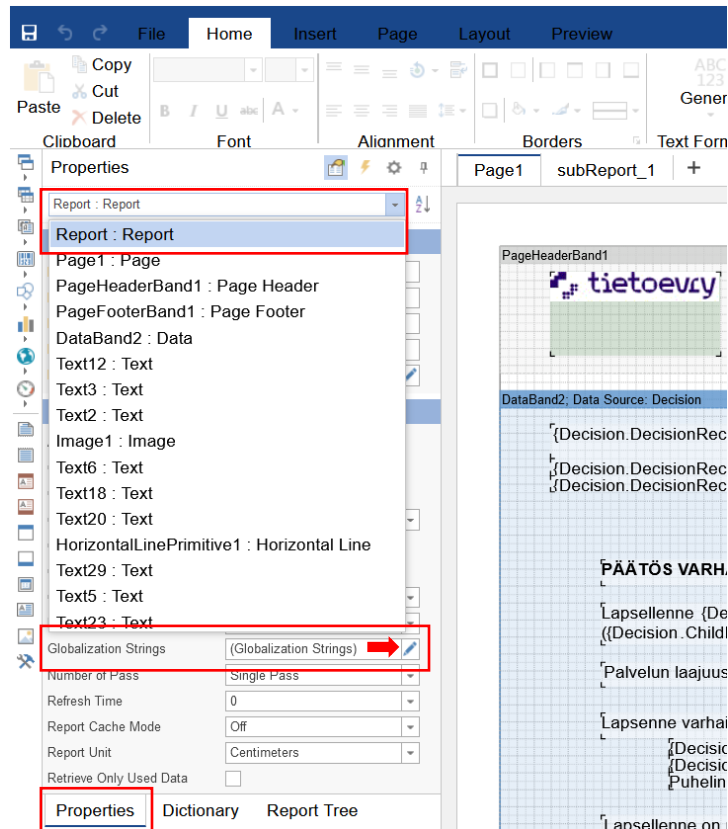 File Home Insert Page Layout Preview
Copy
Cut
Delete
Paste
B I U abc A
ABC
123
Gener
Clipboard Font Alignment Borders Text Forn
Properties
Report : Report
Report : Report
Page1 : Page
PageHeaderBand1 : Page Header
PageFooterBand1 : Page Footer
DataBand2 : Data
Text12 : Text
Text3 : Text
Text2 : Text
Image1 : Image
Text6 : Text
Text18 : Text
Text20 : Text
HorizontalLinePrimitive1 : Horizontal Line
Text29 : Text
Text5 : Text
Text23 : Text
Globalization Strings (Globalization Strings)
Number of Pass Single Pass
Refresh Time 0
Report Cache Mode Off
Report Unit Centimeters
Retrieve Only Used Data
Properties Dictionary Report Tree
Page1 subReport_1 +
PageHeaderBand1
tietoevry
DataBand2; Data Source: Decision
{Decision.DecisionRec
{Decision.DecisionRec
{Decision.DecisionRec
PÄÄTÖS VARHA
Lapsellenne {De
({Decision.Child
Palvelun laajuus
Lapsenne varhai
{Decisio
{Decisio
Puhelin
Lapsellenne on